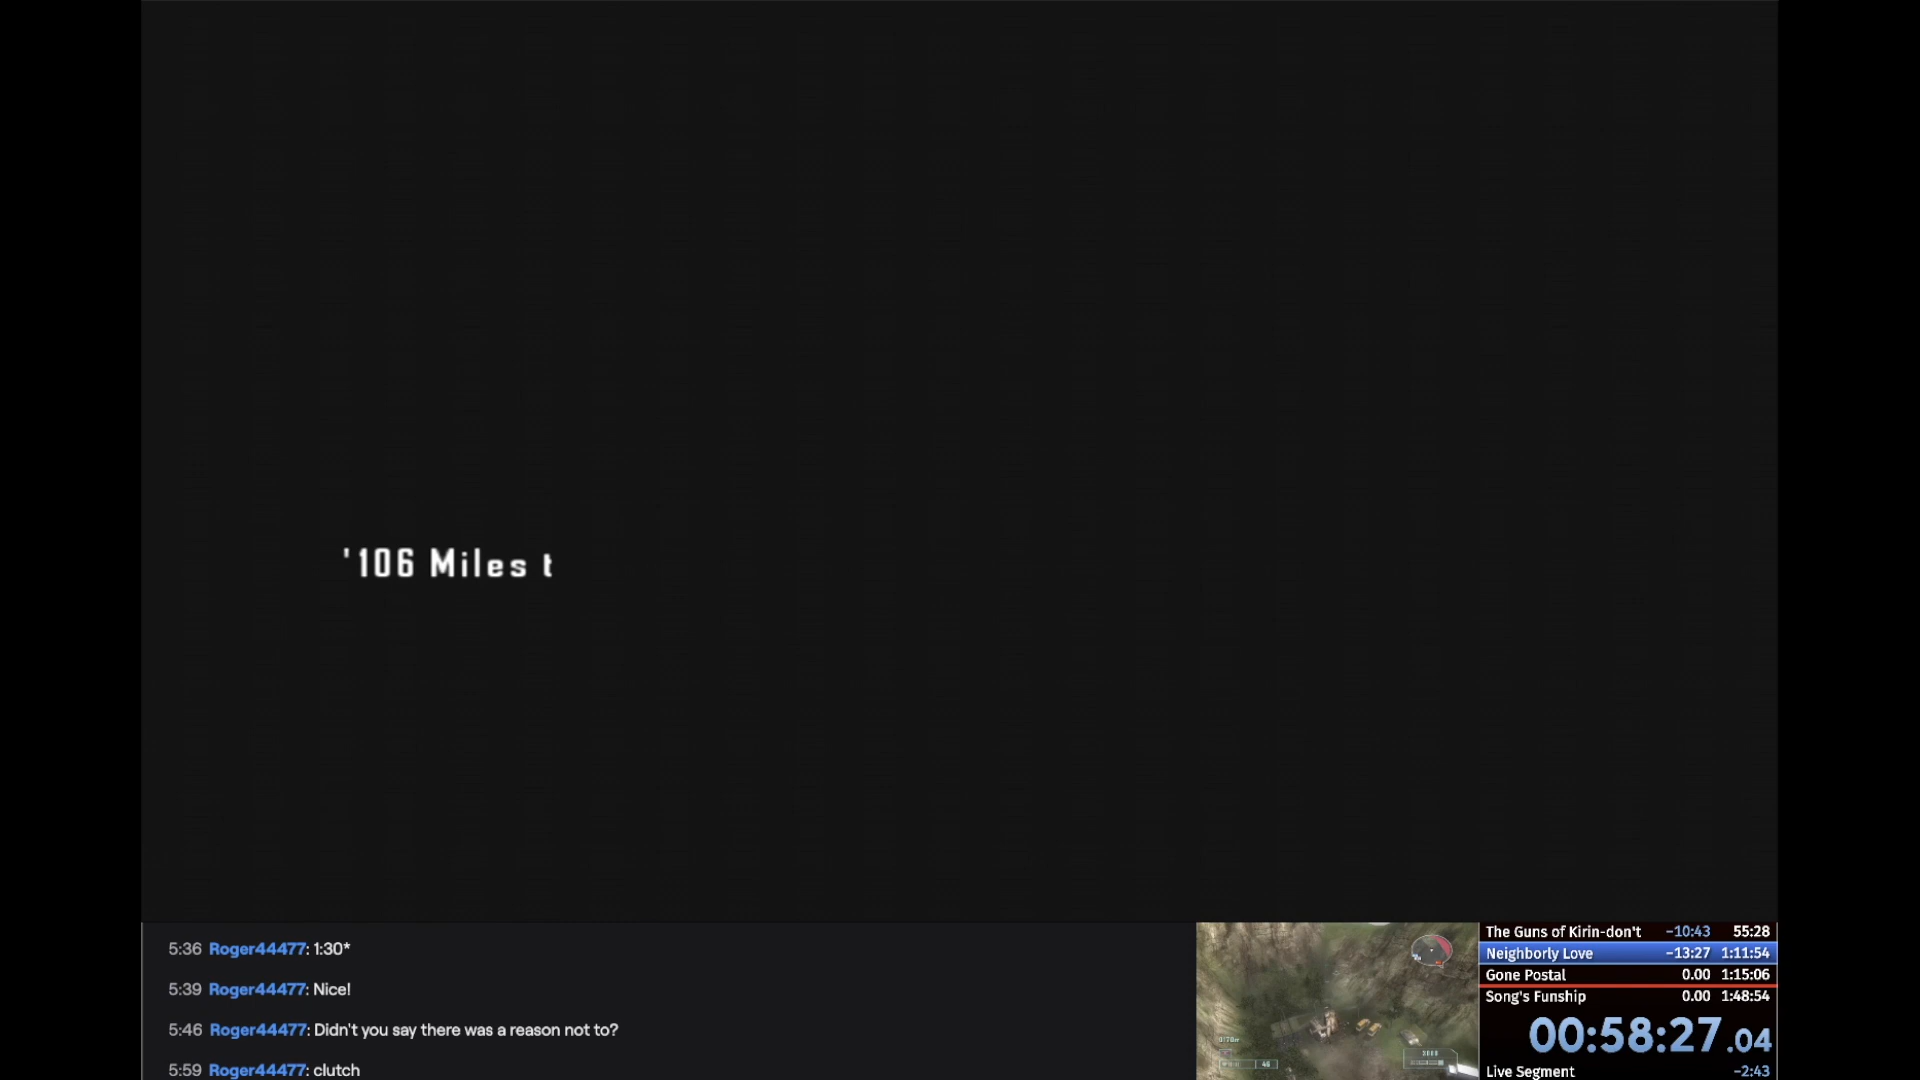 '106 Miles t
5:36 Roger44477: 1:30*
5:39 Roger44477: Nice!
5:46 Roger44477: Didn't you say there was a reason not to?
5:59 Roger44477: clutch
The Guns of Kirin-don't -10:43 55:28
Neighborly Love -13:27 1:11:54
Gone Postal 0.00 1:15:06
Song's Funship 0.00 1:48:54
00:58:27.04
Live Segment -2:43